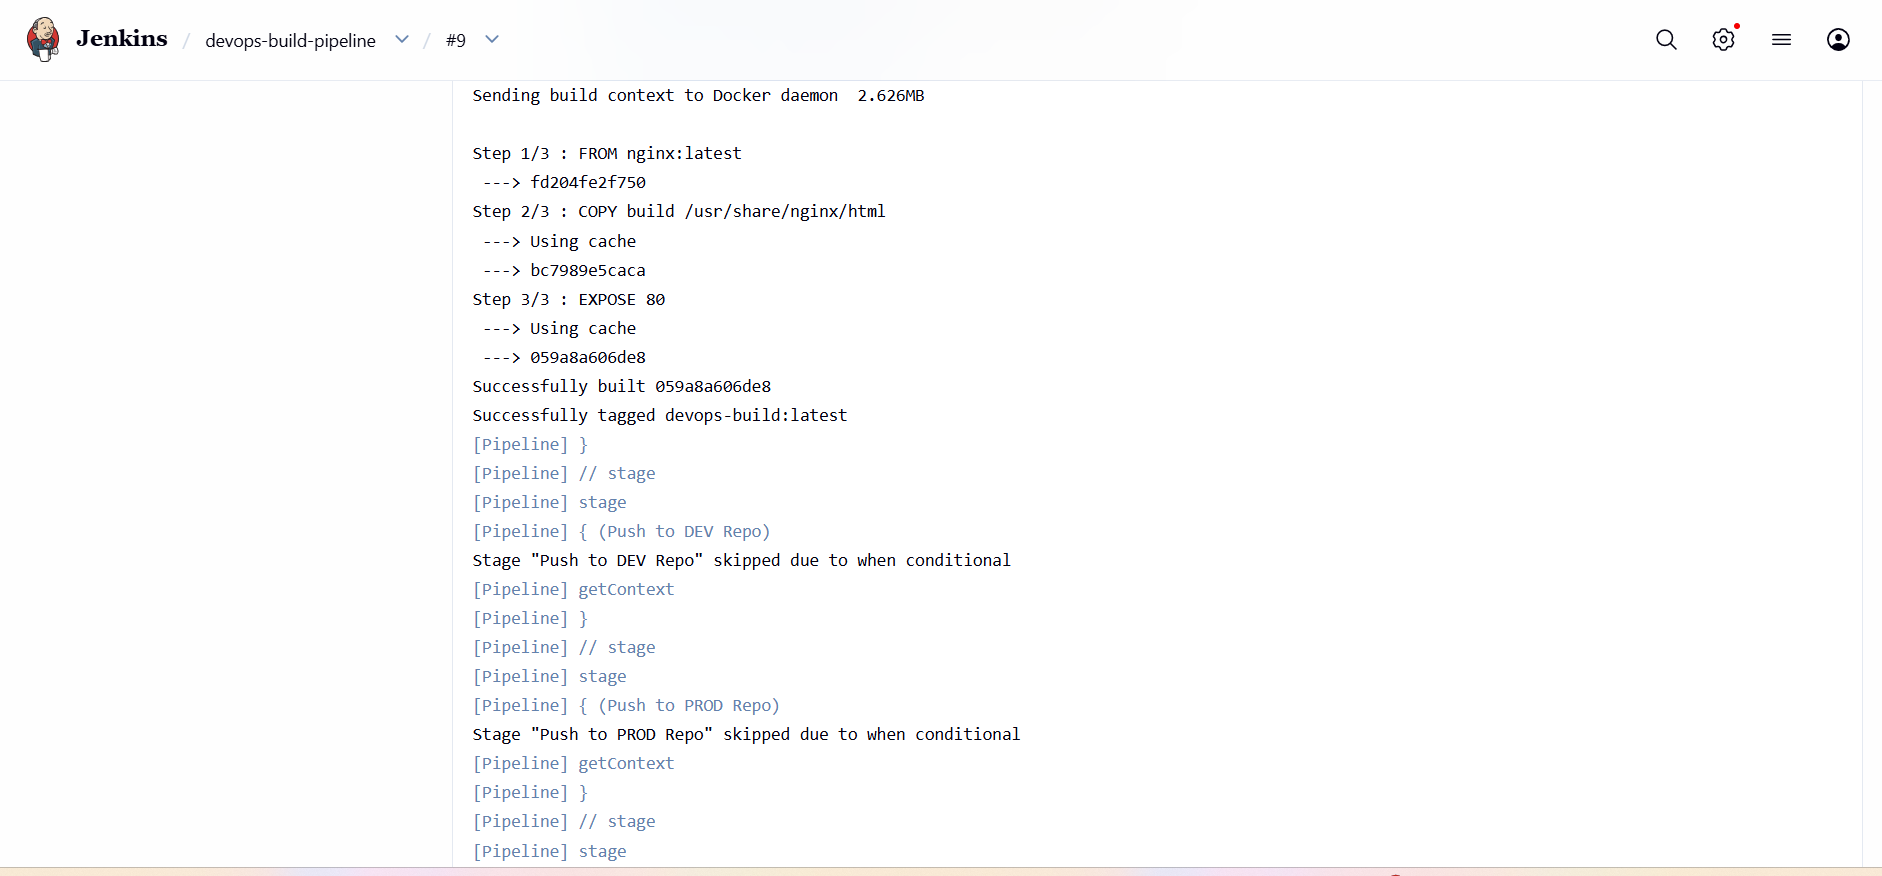 Jenkins / devops-build-pipeline / #9
Sending build context to Docker daemon  2.626MB
Step 1/3 : FROM nginx:latest
 ---> fd204fe2f750
Step 2/3 : COPY build /usr/share/nginx/html
 ---> Using cache
 ---> bc7989e5caca
Step 3/3 : EXPOSE 80
 ---> Using cache
 ---> 059a8a606de8
Successfully built 059a8a606de8
Successfully tagged devops-build:latest
[Pipeline] }
[Pipeline] // stage
[Pipeline] stage
[Pipeline] { (Push to DEV Repo)
Stage "Push to DEV Repo" skipped due to when conditional
[Pipeline] getContext
[Pipeline] }
[Pipeline] // stage
[Pipeline] stage
[Pipeline] { (Push to PROD Repo)
Stage "Push to PROD Repo" skipped due to when conditional
[Pipeline] getContext
[Pipeline] }
[Pipeline] // stage
[Pipeline] stage